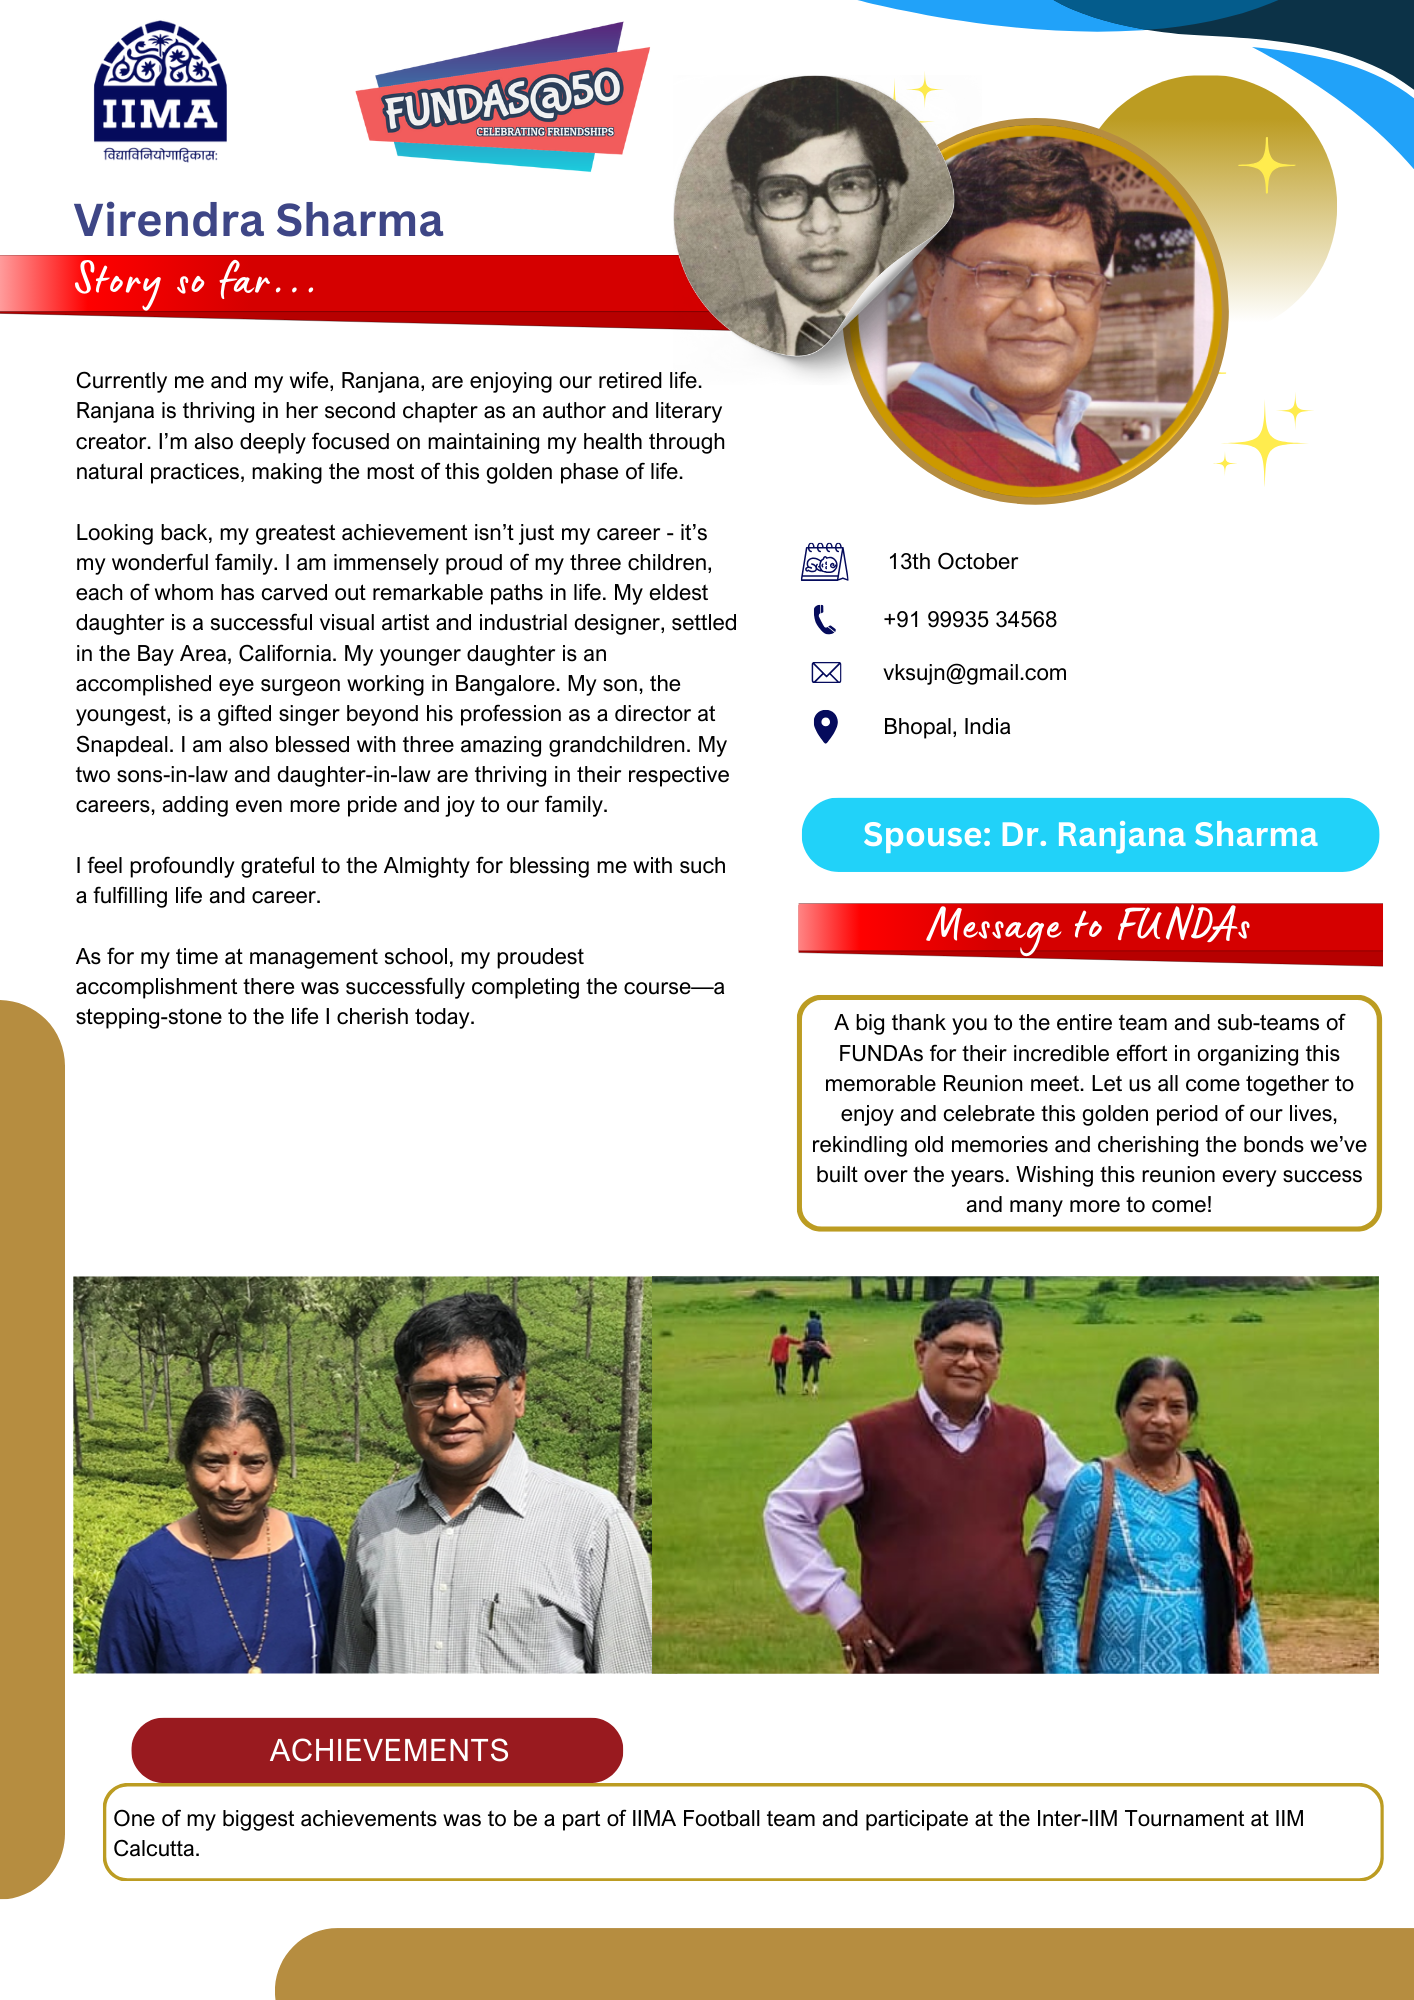 IIMA
विद्याविनियोगाद्विकास:
FUNDAS@50
CELEBRATING FRIENDSHIPS
Virendra Sharma
Story so far...
Currently me and my wife, Ranjana, are enjoying our retired life.
Ranjana is thriving in her second chapter as an author and literary
creator. I’m also deeply focused on maintaining my health through
natural practices, making the most of this golden phase of life.
Looking back, my greatest achievement isn’t just my career - it’s
my wonderful family. I am immensely proud of my three children,
each of whom has carved out remarkable paths in life. My eldest
daughter is a successful visual artist and industrial designer, settled
in the Bay Area, California. My younger daughter is an
accomplished eye surgeon working in Bangalore. My son, the
youngest, is a gifted singer beyond his profession as a director at
Snapdeal. I am also blessed with three amazing grandchildren. My
two sons-in-law and daughter-in-law are thriving in their respective
careers, adding even more pride and joy to our family.
I feel profoundly grateful to the Almighty for blessing me with such
a fulfilling life and career.
As for my time at management school, my proudest
accomplishment there was successfully completing the course—a
stepping-stone to the life I cherish today.
13th October
+91 99935 34568
vksujn@gmail.com
Bhopal, India
Spouse: Dr. Ranjana Sharma
Message to FUNDAs
A big thank you to the entire team and sub-teams of
FUNDAs for their incredible effort in organizing this
memorable Reunion meet. Let us all come together to
enjoy and celebrate this golden period of our lives,
rekindling old memories and cherishing the bonds we’ve
built over the years. Wishing this reunion every success
and many more to come!
ACHIEVEMENTS
One of my biggest achievements was to be a part of IIMA Football team and participate at the Inter-IIM Tournament at IIM
Calcutta.